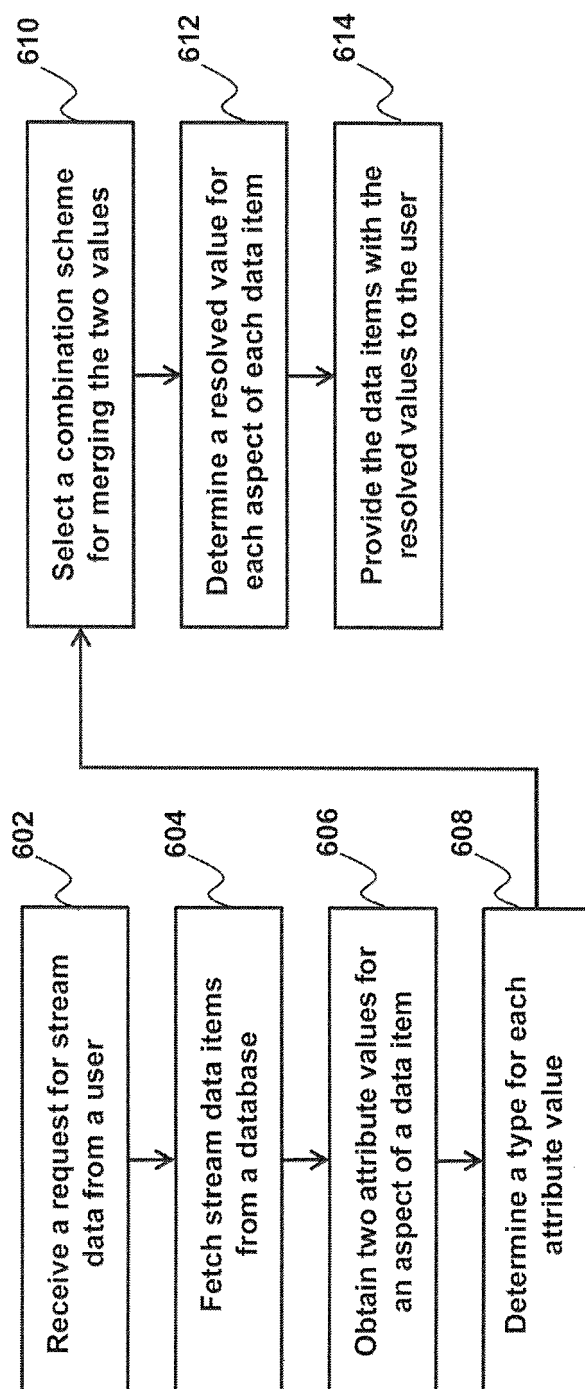 602
Receive a request for stream
data from a user
604
Fetch stream data items
from a database
606
Obtain two attribute values for
an aspect of a data item
608
Determine a type for each
attribute value
610
Select a combination scheme
for merging the two values
612
Determine a resolved value for
each aspect of each data item
614
Provide the data items with the
resolved values to the user